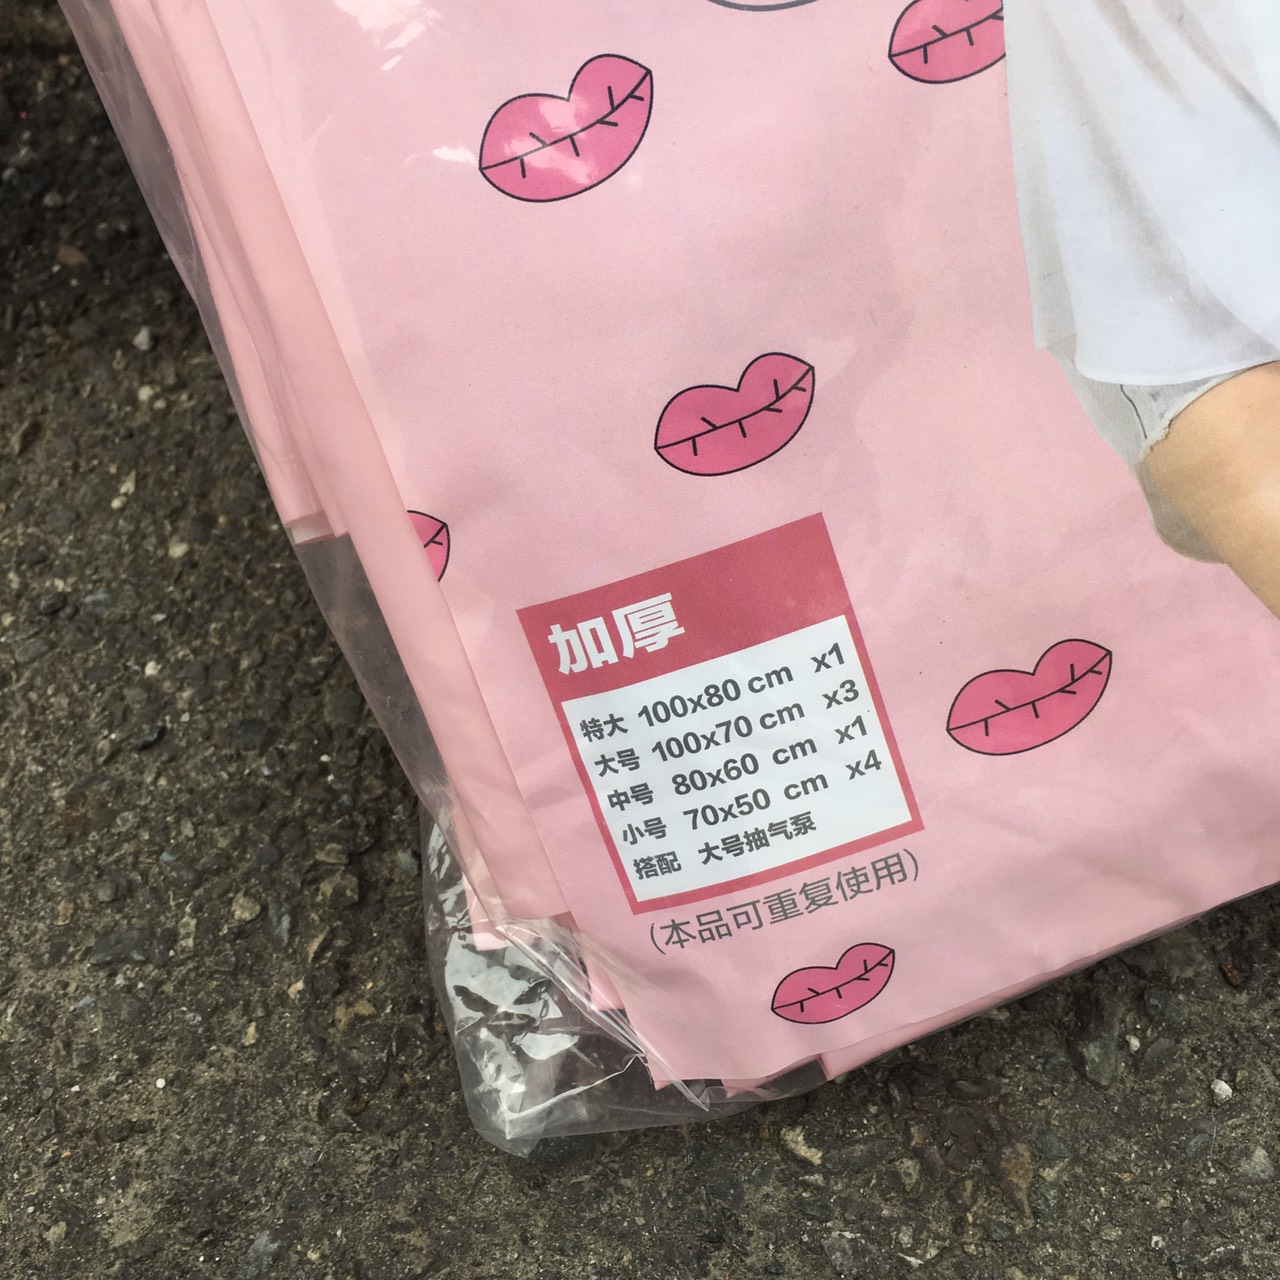 加厚
特大 100x80 cm x1
大号 100x70 cm x3
中号 80x60 cm x1
小号 70x50 cm x4
搭配 大号抽气泵
(本品可重复使用)